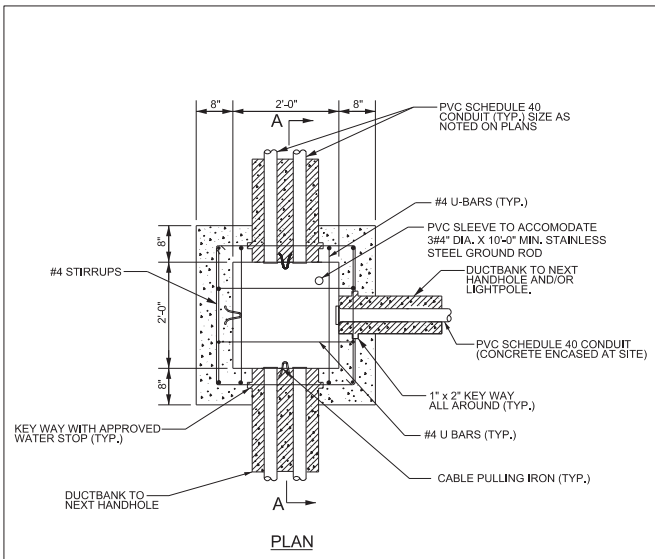 8"
2'-0"
8"
A
PVC SCHEDULE 40
CONDUIT (TYP.) SIZE AS
NOTED ON PLANS
#4 U-BARS (TYP.)
PVC SLEEVE TO ACCOMODATE
3#4" DIA. X 10'-0" MIN. STAINLESS
STEEL GROUND ROD
8"
#4 STIRRUPS
DUCTBANK TO NEXT
HANDHOLE AND/OR
LIGHTPOLE.
2'-0"
PVC SCHEDULE 40 CONDUIT
(CONCRETE ENCASED AT SITE)
8"
1" x 2" KEY WAY
ALL AROUND (TYP.)
KEY WAY WITH APPROVED
WATER STOP (TYP.)
#4 U BARS (TYP.)
CABLE PULLING IRON (TYP.)
DUCTBANK TO
NEXT HANDHOLE
A
PLAN